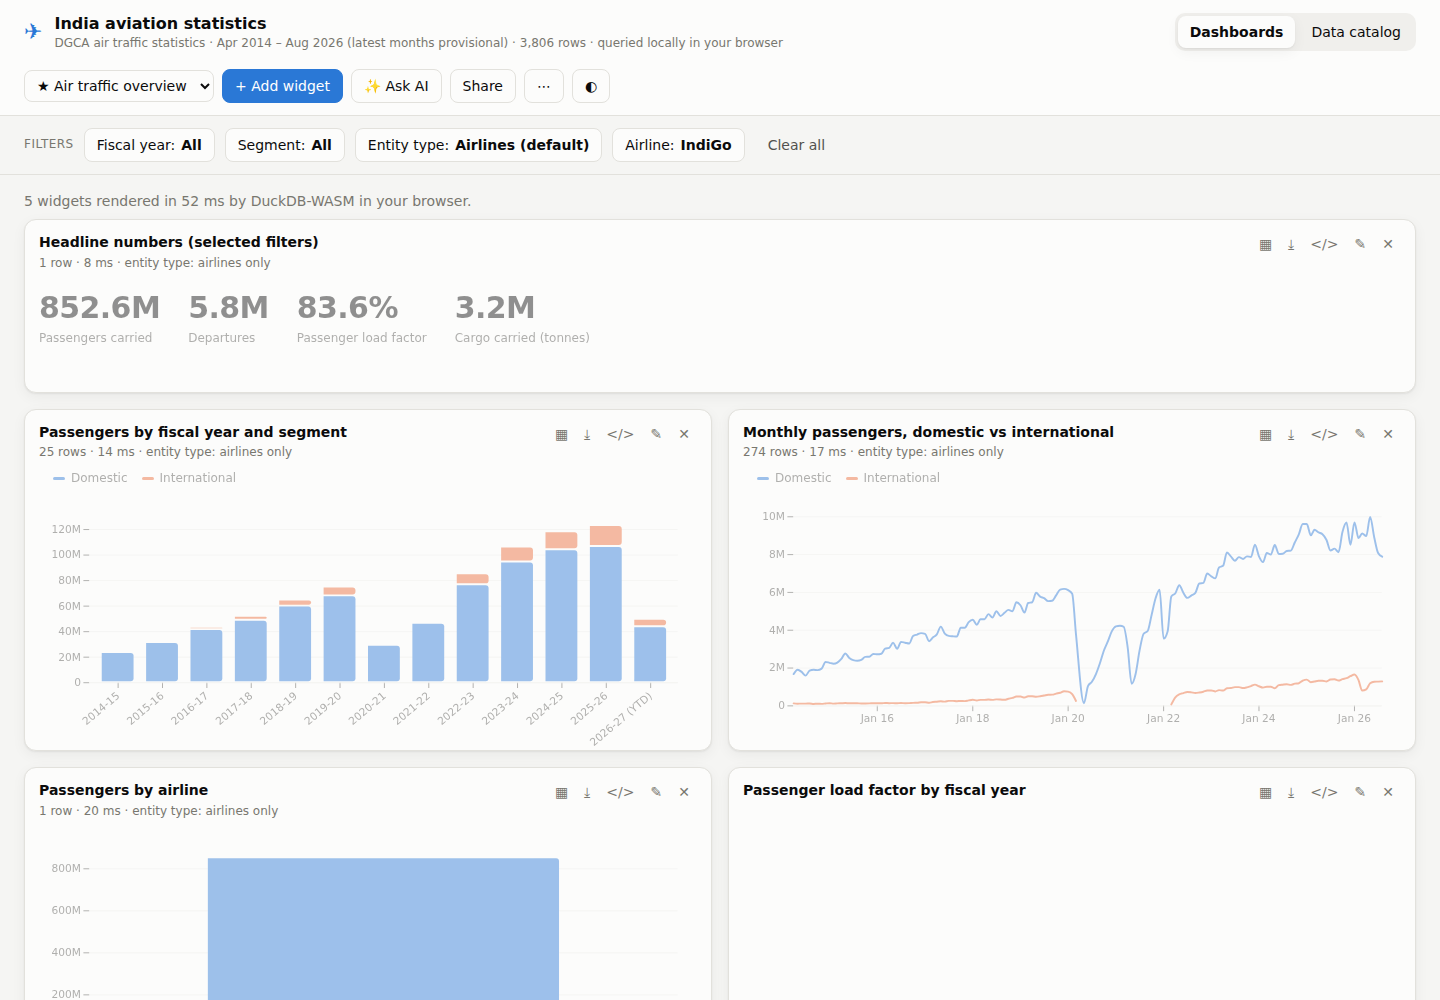 ✈ India aviation statistics
DGCA air traffic statistics · Apr 2014 – Aug 2026 (latest months provisional) · 3,806 rows · queried locally in your browser
Dashboards Data catalog
★ Air traffic overview + Add widget ✨ Ask AI Share ⋯ ◐
FILTERS Fiscal year: All Segment: All Entity type: Airlines (default) Airline: IndiGo Clear all
5 widgets rendered in 52 ms by DuckDB-WASM in your browser.
Headline numbers (selected filters)
▦ ⤓ </> ✎ ✕
1 row · 8 ms · entity type: airlines only
852.6M 5.8M 83.6% 3.2M
Passengers carried Departures Passenger load factor Cargo carried (tonnes)
Passengers by fiscal year and segment
▦ ⤓ </> ✎ ✕
25 rows · 14 ms · entity type: airlines only
Domestic International
120M
100M
80M
60M
40M
20M
0
2014-15 2015-16 2016-17 2017-18 2018-19 2019-20 2020-21 2021-22 2022-23 2023-24 2024-25 2025-26 2026-27 (YTD)
Monthly passengers, domestic vs international
▦ ⤓ </> ✎ ✕
274 rows · 17 ms · entity type: airlines only
Domestic International
10M
8M
6M
4M
2M
0
Jan 16 Jan 18 Jan 20 Jan 22 Jan 24 Jan 26
Passengers by airline
▦ ⤓ </> ✎ ✕
1 row · 20 ms · entity type: airlines only
800M
600M
400M
200M
Passenger load factor by fiscal year
▦ ⤓ </> ✎ ✕